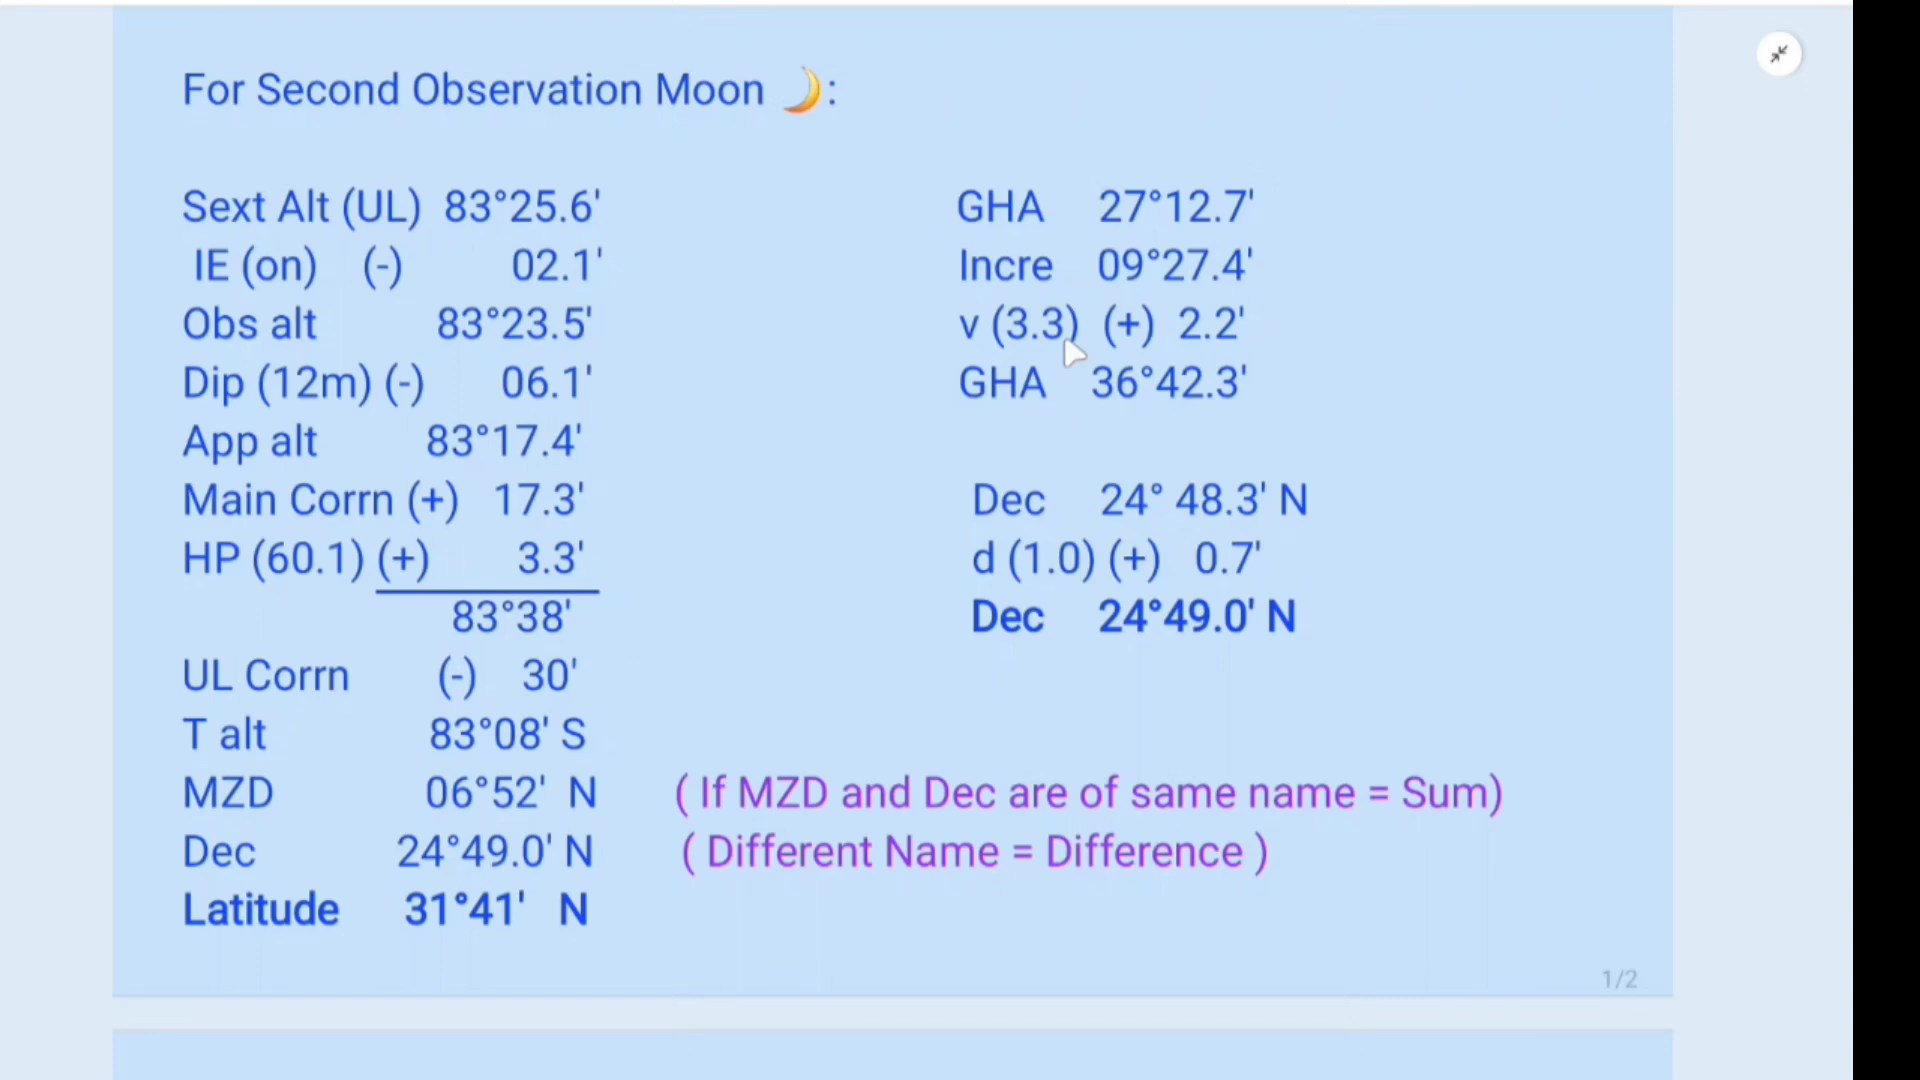 For Second Observation Moon 🌙:
Sext Alt (UL) 83°25.6'
IE (on) (-) 02.1'
Obs alt 83°23.5'
Dip (12m) (-) 06.1'
App alt 83°17.4'
Main Corrn (+) 17.3'
HP (60.1) (+) 3.3'
83°38'
UL Corrn (-) 30'
T alt 83°08' S
MZD 06°52' N ( If MZD and Dec are of same name = Sum)
Dec 24°49.0' N ( Different Name = Difference )
Latitude 31°41' N
GHA 27°12.7'
Incre 09°27.4'
v (3.3) (+) 2.2'
GHA 36°42.3'
Dec 24° 48.3' N
d (1.0) (+) 0.7'
Dec 24°49.0' N
1/2